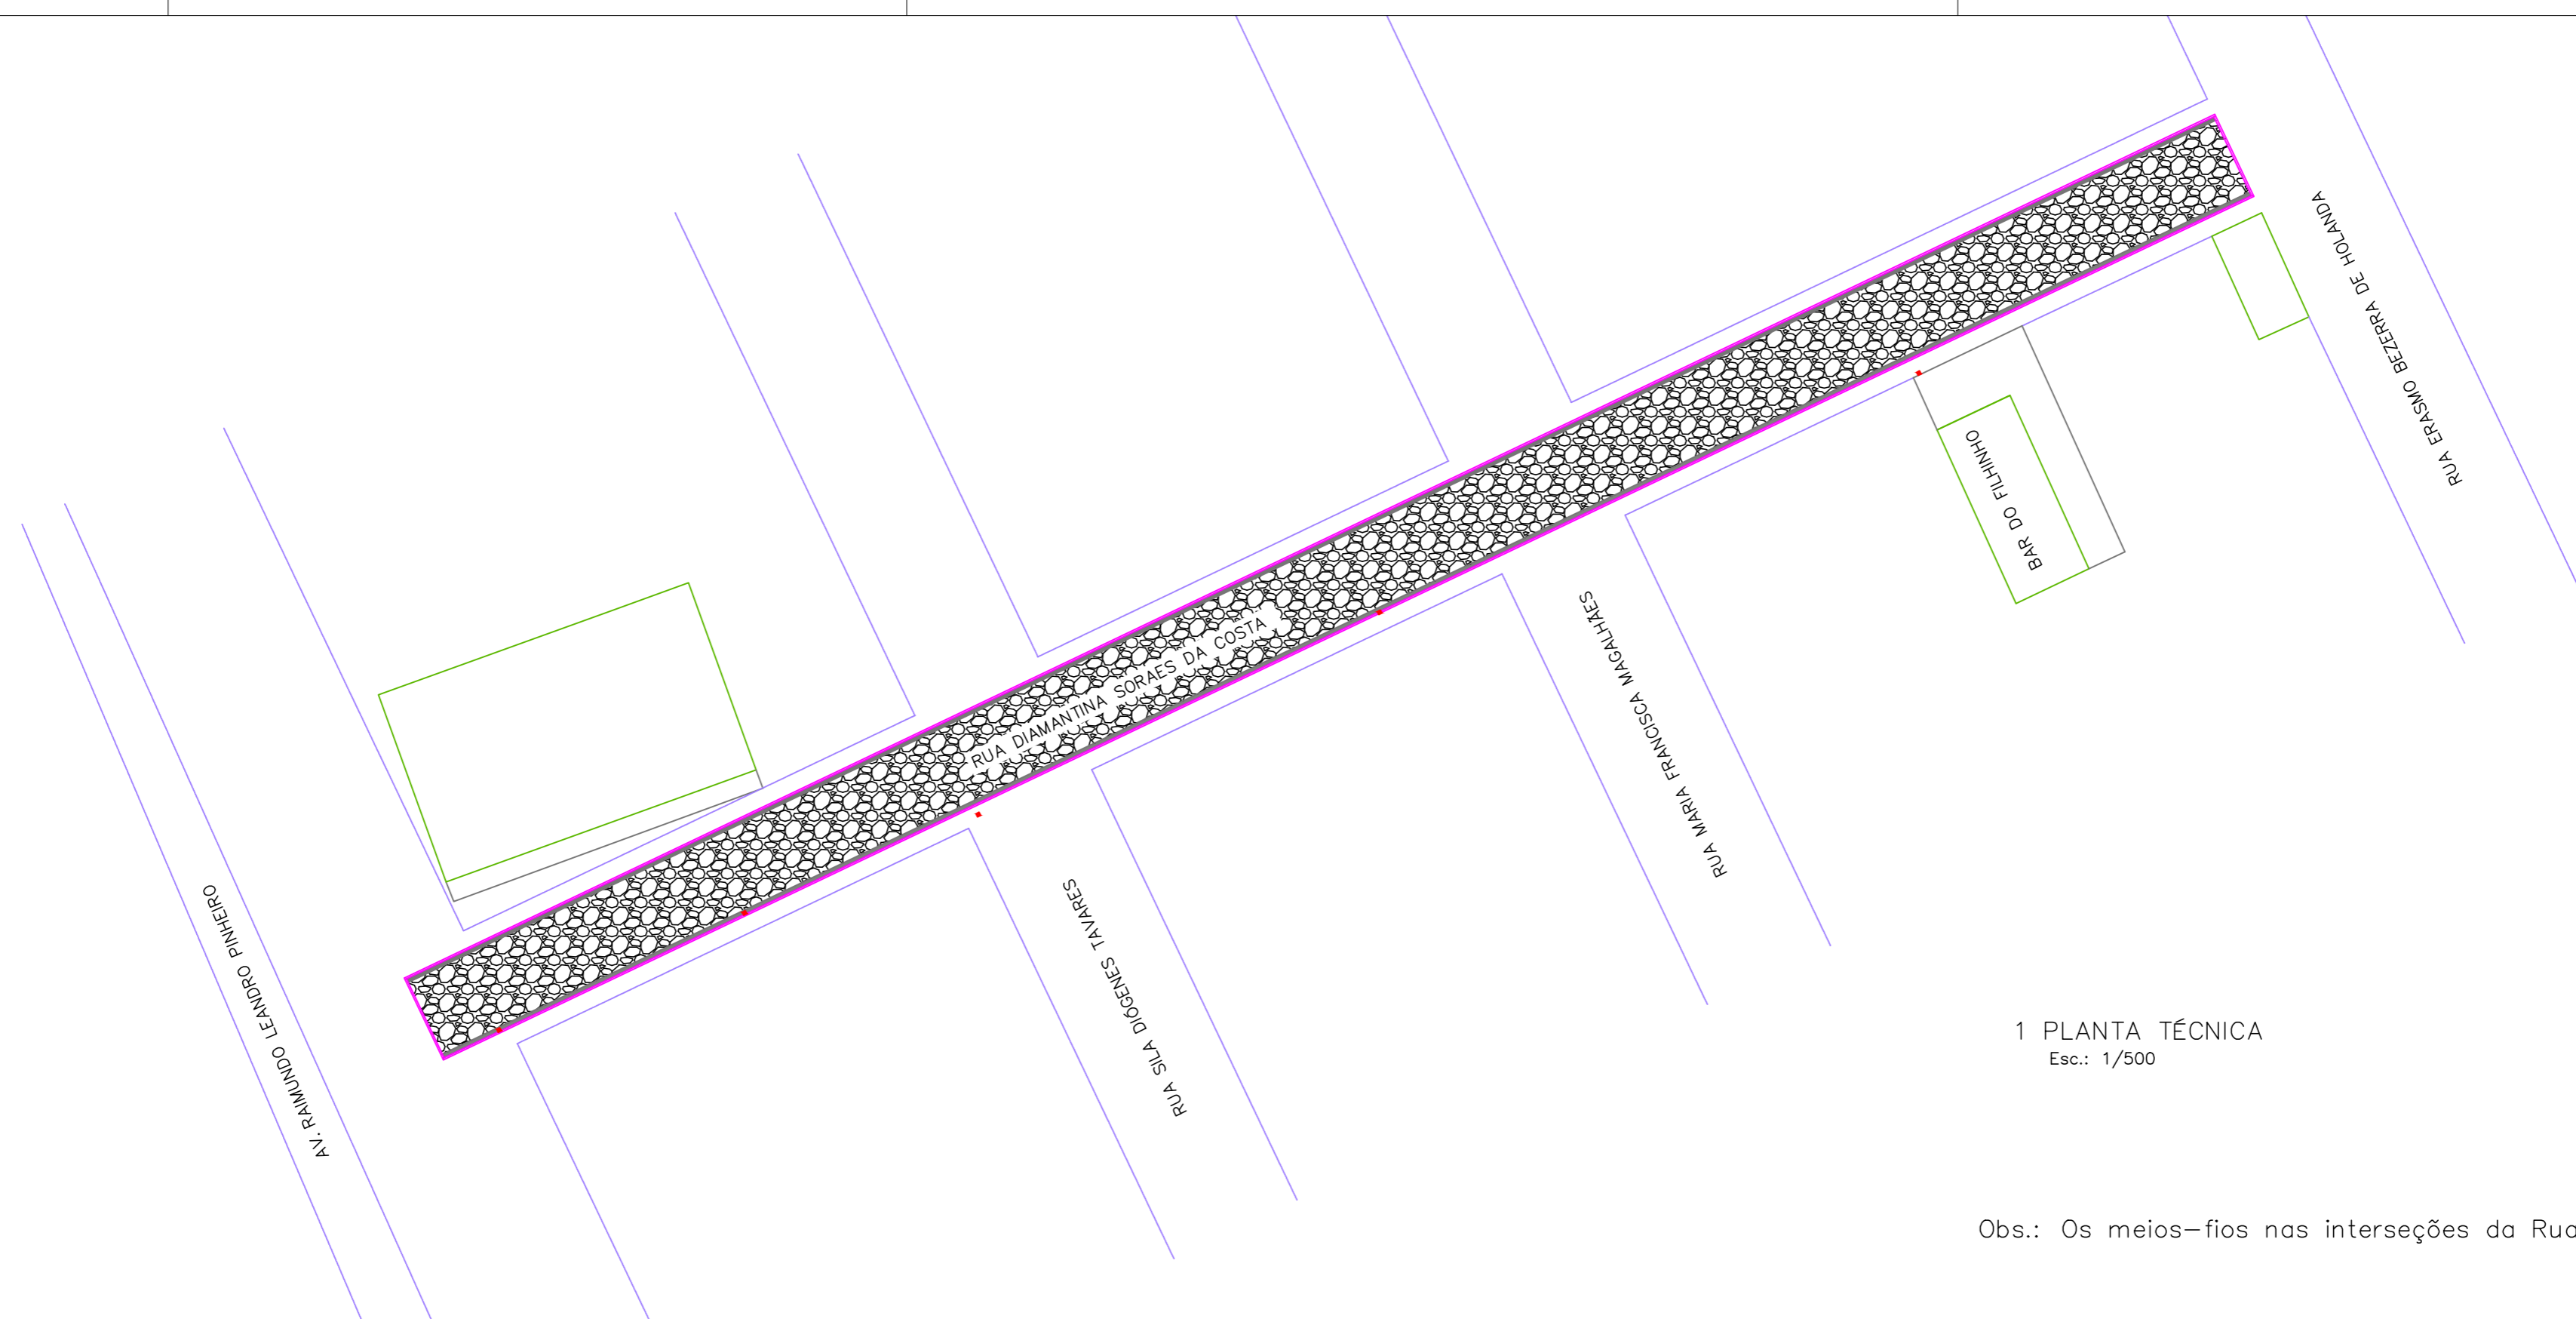 RUA ERASMO BEZERRA DE HOLANDA
BAR DO FILHINHO
RUA DIAMANTINA SORAES DA COSTA
RUA MARIA FRANCISCA MAGALHÃES
RUA SILA DIÓGENES TAVARES
AV. RAIMUNDO LEANDRO PINHEIRO
1 PLANTA TÉCNICA
Esc.: 1/500
Obs.: Os meios-fios nas interseções da Rua